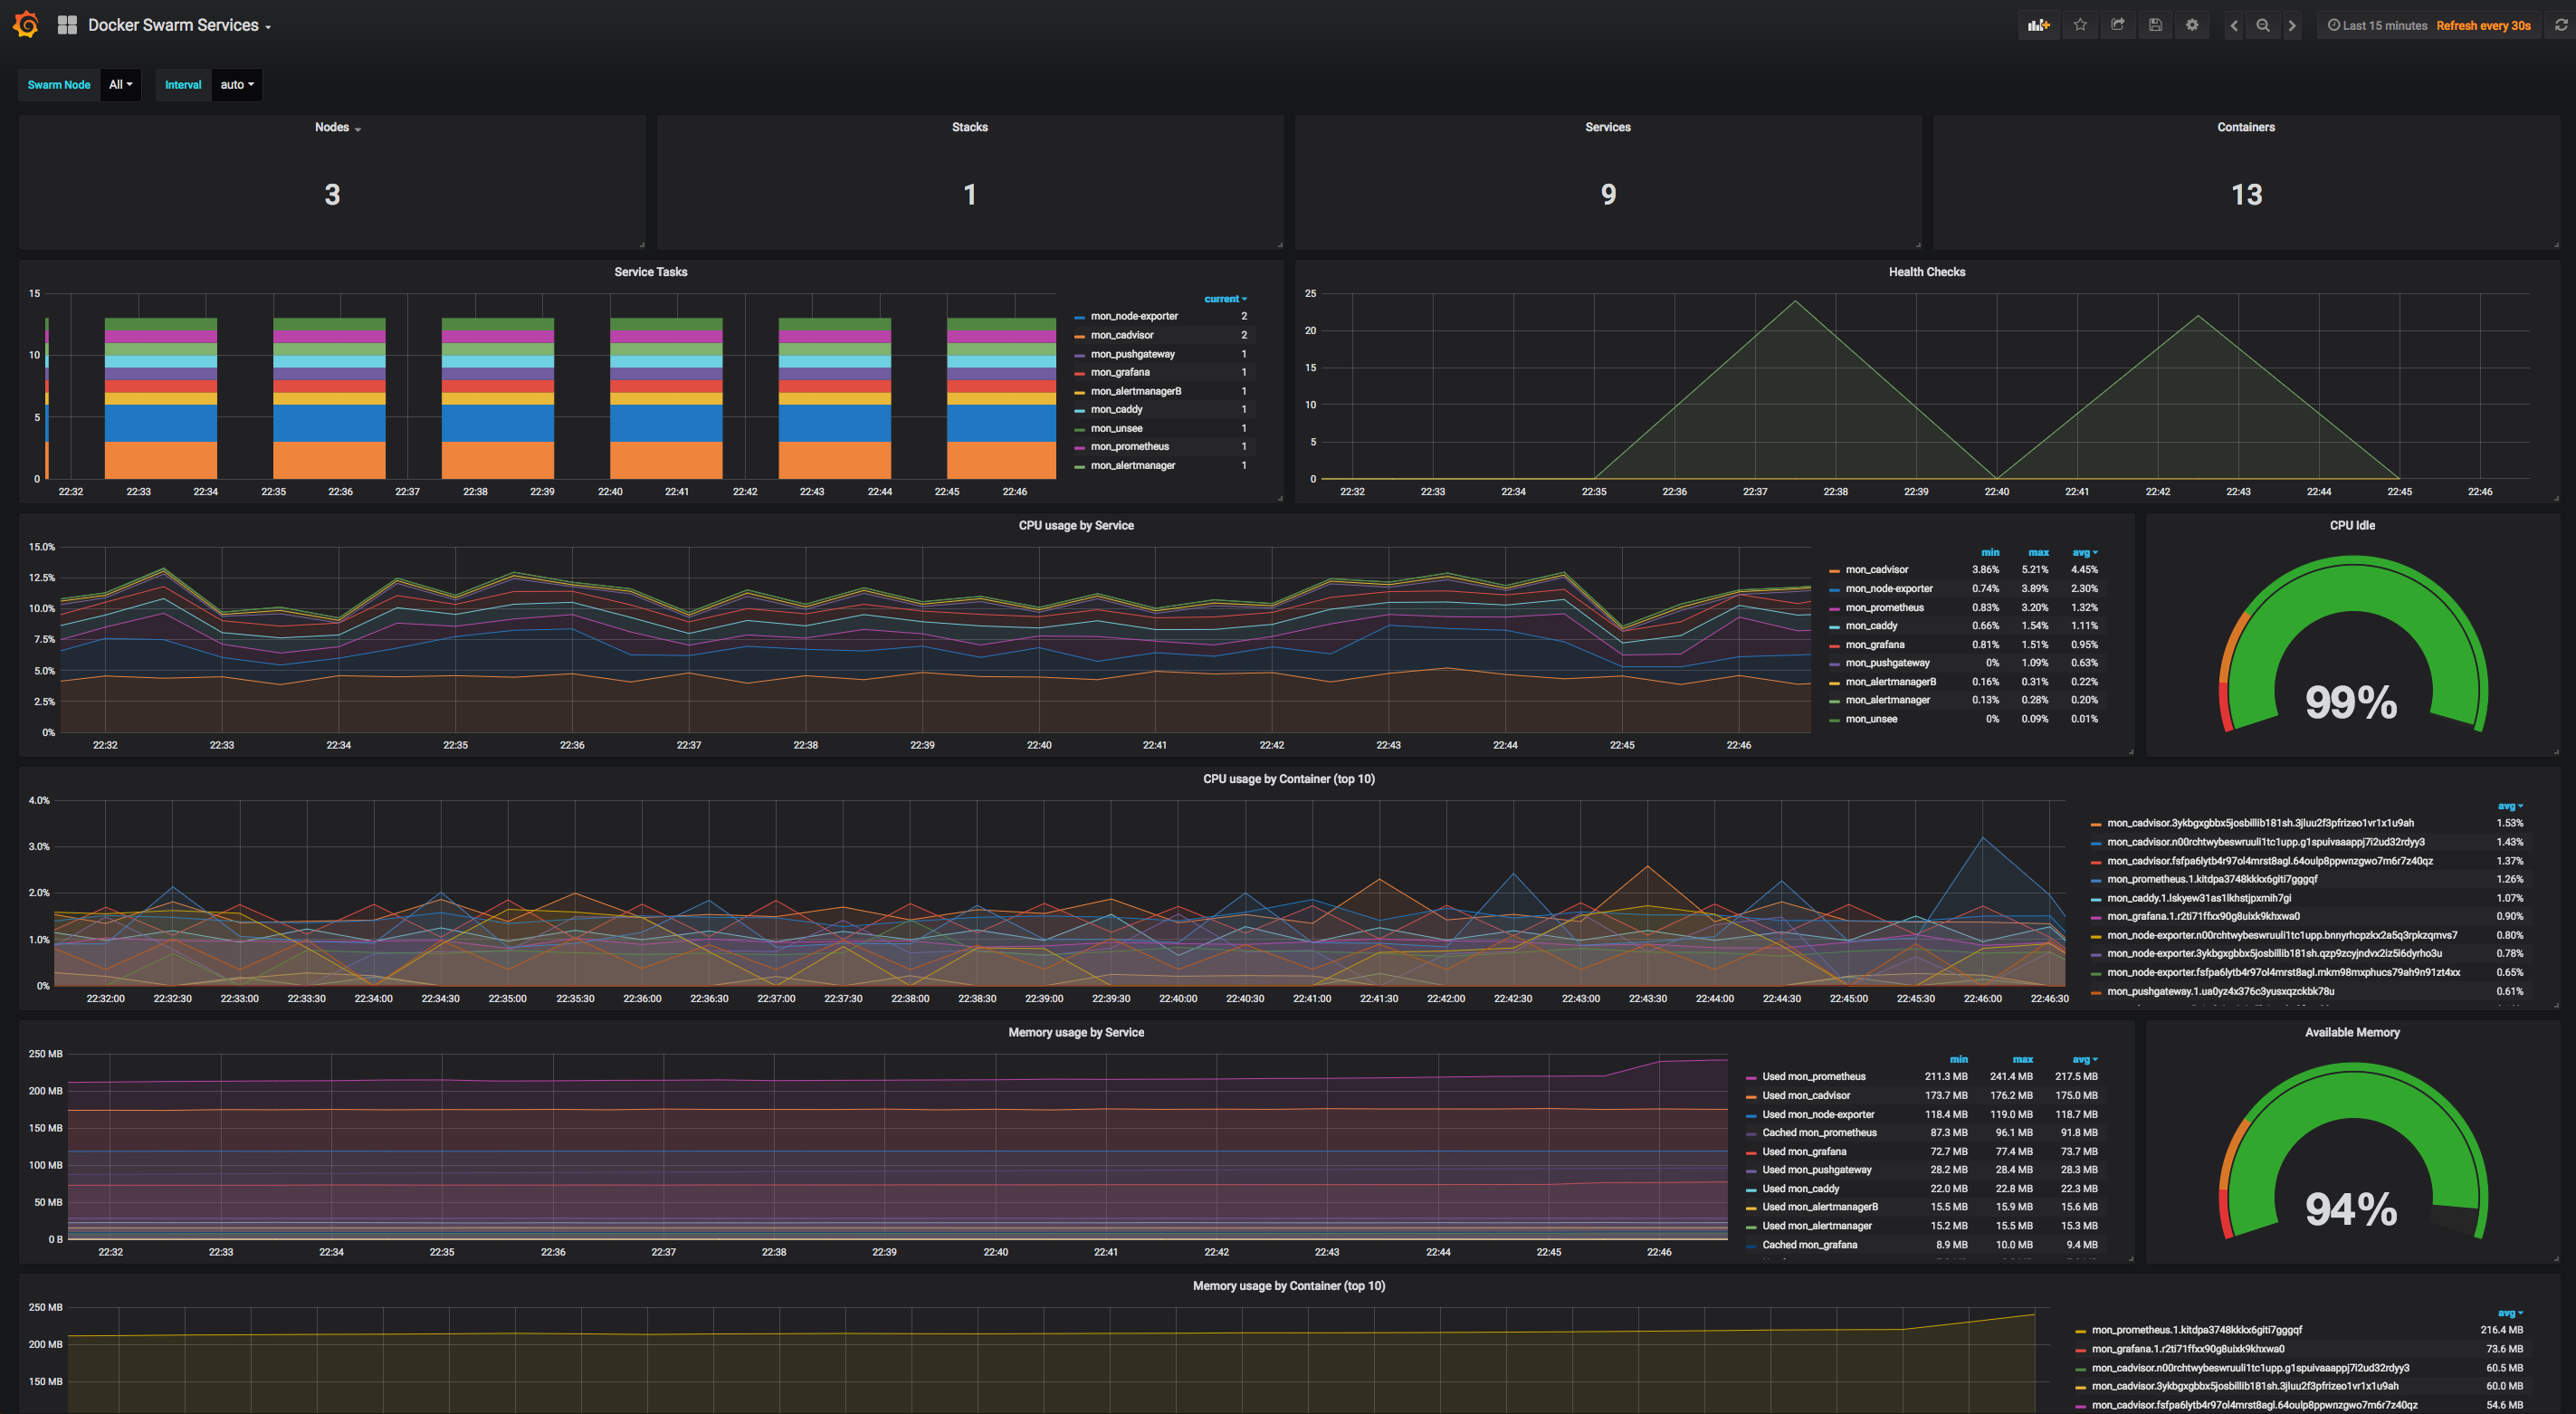 Docker Swarm Services
Last 15 minutes Refresh every 30s
Swarm Node All Interval auto
Nodes
3
Stacks
1
Services
9
Containers
13
Service Tasks
15
10
5
0
22:32 22:33 22:34 22:35 22:36 22:37 22:38 22:39 22:40 22:41 22:42 22:43 22:44 22:45 22:46
current
mon_node-exporter 2
mon_cadvisor 2
mon_pushgateway 1
mon_grafana 1
mon_alertmanagerB 1
mon_caddy 1
mon_unsee 1
mon_prometheus 1
mon_alertmanager 1
Health Checks
25
20
15
10
5
0
22:32 22:33 22:34 22:35 22:36 22:37 22:38 22:39 22:40 22:41 22:42 22:43 22:44 22:45 22:46
CPU usage by Service
15.0%
12.5%
10.0%
7.5%
5.0%
2.5%
0%
22:32 22:33 22:34 22:35 22:36 22:37 22:38 22:39 22:40 22:41 22:42 22:43 22:44 22:45 22:46
min max avg
mon_cadvisor 3.86% 5.21% 4.45%
mon_node-exporter 0.74% 3.89% 2.30%
mon_prometheus 0.83% 3.20% 1.32%
mon_caddy 0.66% 1.54% 1.11%
mon_grafana 0.81% 1.51% 0.95%
mon_pushgateway 0% 1.09% 0.63%
mon_alertmanagerB 0.16% 0.31% 0.22%
mon_alertmanager 0.13% 0.28% 0.20%
mon_unsee 0% 0.09% 0.01%
CPU Idle
99%
CPU usage by Container (top 10)
4.0%
3.0%
2.0%
1.0%
0%
22:32:00 22:32:30 22:33:00 22:33:30 22:34:00 22:34:30 22:35:00 22:35:30 22:36:00 22:36:30 22:37:00 22:37:30 22:38:00 22:38:30 22:39:00 22:39:30 22:40:00 22:40:30 22:41:00 22:41:30 22:42:00 22:42:30 22:43:00 22:43:30 22:44:00 22:44:30 22:45:00 22:45:30 22:46:00 22:46:30
avg
mon_cadvisor.3ykbgxgbbx5josbillib181sh.3jluu2f3pfrizeo1vr1x1u9ah 1.53%
mon_cadvisor.n00rchtwybeswruuli1tc1upp.g1spuivaaappj7i2ud32rdyy3 1.43%
mon_cadvisor.fsfpa6lytb4r97ol4mrst8agl.64oulp8ppwnzgwo7m6r7z40qz 1.37%
mon_prometheus.1.kitdpa3748kkkx6giti7gggqf 1.26%
mon_caddy.1.lskyew31as1lkhstjpxmih7gi 1.07%
mon_grafana.1.r2ti71ffxx90g8uixk9khxwa0 0.90%
mon_node-exporter.n00rchtwybeswruuli1tc1upp.bnnyrhcpzkx2a5q3rpkzqmvs7 0.80%
mon_node-exporter.3ykbgxgbbx5josbillib181sh.qzp9zcyjndvx2iz5i6dyrho3u 0.78%
mon_node-exporter.fsfpa6lytb4r97ol4mrst8agl.mkm98mxphucs79ah9n91zt4xx 0.65%
mon_pushgateway.1.ua0yz4x376c3yusxqzckbk78u 0.61%
Memory usage by Service
250 MB
200 MB
150 MB
100 MB
50 MB
0 B
22:32 22:33 22:34 22:35 22:36 22:37 22:38 22:39 22:40 22:41 22:42 22:43 22:44 22:45 22:46
min max avg
Used mon_prometheus 211.3 MB 241.4 MB 217.5 MB
Used mon_cadvisor 173.7 MB 176.2 MB 175.0 MB
Used mon_node-exporter 118.4 MB 119.0 MB 118.7 MB
Cached mon_prometheus 87.3 MB 96.1 MB 91.8 MB
Used mon_grafana 72.7 MB 77.4 MB 73.7 MB
Used mon_pushgateway 28.2 MB 28.4 MB 28.3 MB
Used mon_caddy 22.0 MB 22.8 MB 22.3 MB
Used mon_alertmanagerB 15.5 MB 15.9 MB 15.6 MB
Used mon_alertmanager 15.2 MB 15.5 MB 15.3 MB
Cached mon_grafana 8.9 MB 10.0 MB 9.4 MB
Available Memory
94%
Memory usage by Container (top 10)
250 MB
200 MB
150 MB
avg
mon_prometheus.1.kitdpa3748kkkx6giti7gggqf 216.4 MB
mon_grafana.1.r2ti71ffxx90g8uixk9khxwa0 73.6 MB
mon_cadvisor.n00rchtwybeswruuli1tc1upp.g1spuivaaappj7i2ud32rdyy3 60.5 MB
mon_cadvisor.3ykbgxgbbx5josbillib181sh.3jluu2f3pfrizeo1vr1x1u9ah 60.0 MB
mon_cadvisor.fsfpa6lytb4r97ol4mrst8agl.64oulp8ppwnzgwo7m6r7z40qz 54.6 MB